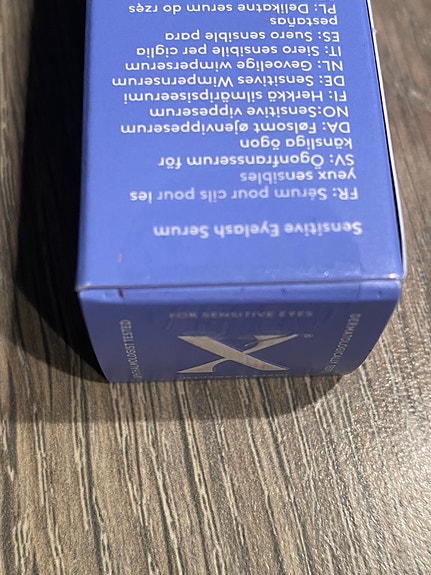 Sensitive Eyelash Serum
FR: Sérum pour cils pour les
yeux sensibles
SV: Ögonfransserum för
känsliga ögon
DA: Følsomt øjenvippeserum
NO:Sensitive vippeserum
FI: Herkkä silmäripsiseerumi
DE: Sensitives Wimpernserum
NL: Gevoelige wimperserum
IT: Siero sensibile per ciglia
ES: Suero sensible para
pestañas
PL: Delikatne serum do rzęs
FOR SENSITIVE EYES
X®
DERMATOLOGICALLY